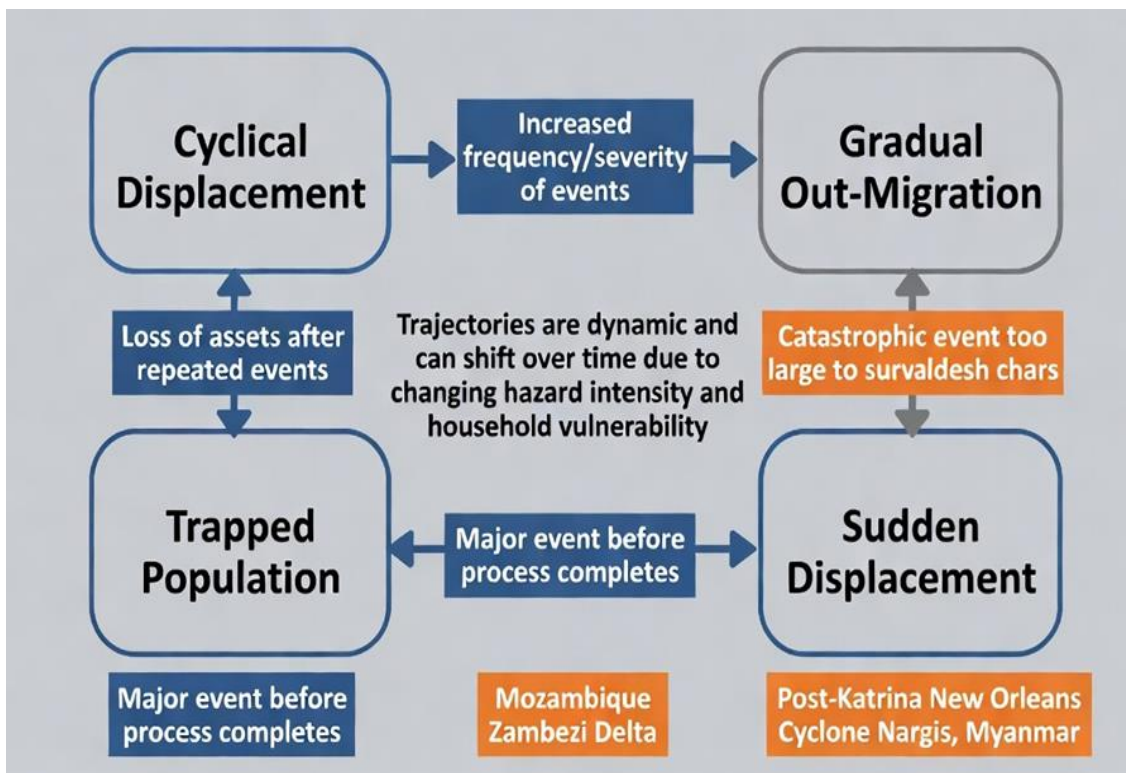 Cyclical
Displacement
Increased
frequency/severity
of events
Gradual
Out-Migration
Loss of assets after
repeated events
Trajectories are dynamic and
can shift over time due to
changing hazard intensity and
household vulnerability
Catastrophic event too
large to survaldesh chars
Trapped
Population
Major event before
process completes
Sudden
Displacement
Major event before
process completes
Mozambique
Zambezi Delta
Post-Katrina New Orleans
Cyclone Nargis, Myanmar